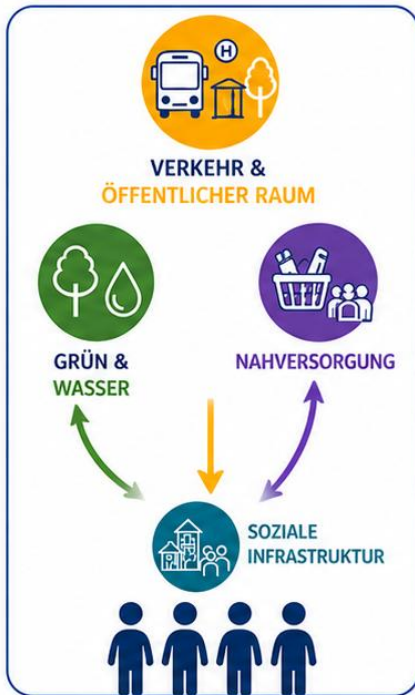 H
VERKEHR &
ÖFFENTLICHER RAUM
GRÜN &
WASSER
NAHVERSORGUNG
SOZIALE
INFRASTRUKTUR